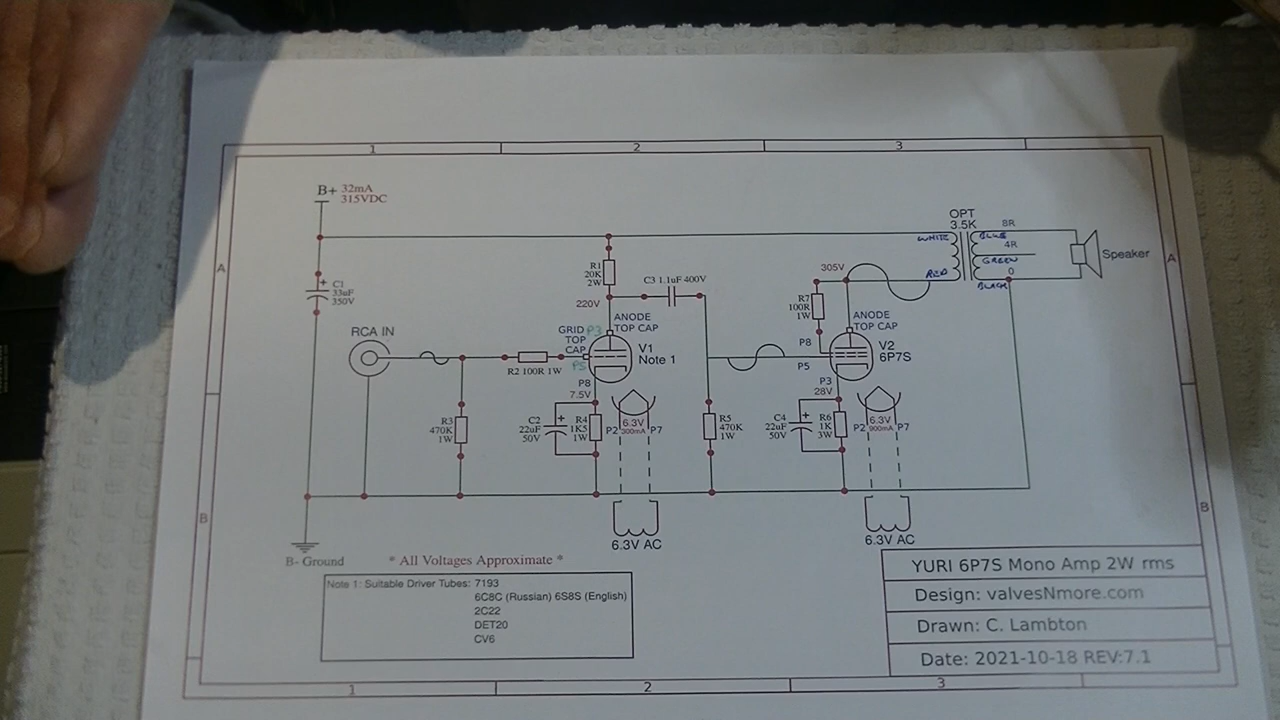 1 2 3
A A
B+ 32mA
315VDC
OPT
3.5K
8R
WHITE
BLUE
4R
GREEN
RED
0
BLACK
Speaker
R1
20K
2W
C3 1.1uF 400V
305V
C1
33uF
350V
+
220V
R7
100R
1W
ANODE
TOP CAP
ANODE
TOP CAP
RCA IN
GRID P3
TOP
CAP
P5
V1
Note 1
P8
V2
6P7S
R2 100R 1W
P5
P8
7.5V
P3
28V
R3
470K
1W
C2
22uF
50V
+
R4
1K5
1W
P2 6.3V P7
300mA
R5
470K
1W
C4
22uF
50V
+
R6
1K
3W
P2 6.3V P7
900mA
B B
6.3V AC
6.3V AC
B- Ground
* All Voltages Approximate *
Note 1: Suitable Driver Tubes: 7193
6C8C (Russian) 6S8S (English)
2C22
DET20
CV6
YURI 6P7S Mono Amp 2W rms
Design: valvesNmore.com
Drawn: C. Lambton
Date: 2021-10-18 REV:7.1
1 2 3